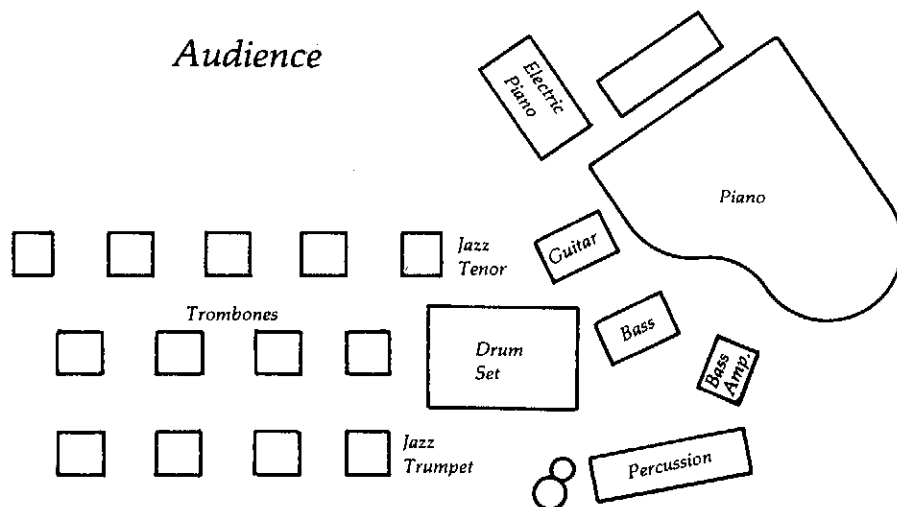 Audience
Electric
Piano
Piano
Jazz
Tenor
Guitar
Trombones
Drum
Set
Bass
Bass
Amp.
Jazz
Trumpet
Percussion